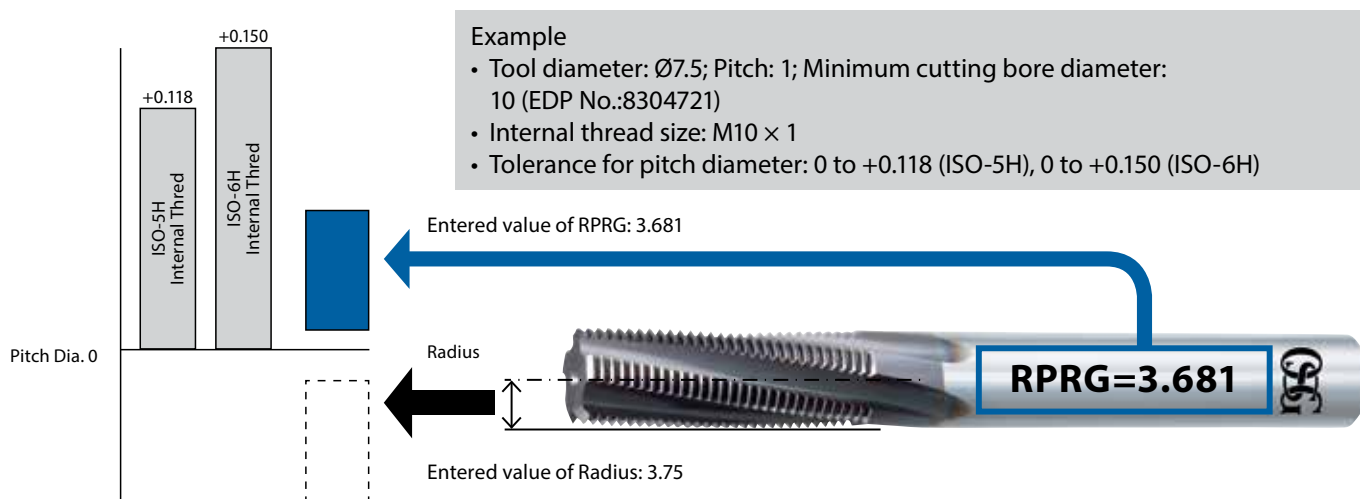 +0.150
+0.118
ISO-5H
Internal Thred
ISO-6H
Internal Thred
Pitch Dia. 0
Example
• Tool diameter: Ø7.5; Pitch: 1; Minimum cutting bore diameter:
10 (EDP No.:8304721)
• Internal thread size: M10 × 1
• Tolerance for pitch diameter: 0 to +0.118 (ISO-5H), 0 to +0.150 (ISO-6H)
Entered value of RPRG: 3.681
Radius
RPRG=3.681
OSG
Entered value of Radius: 3.75